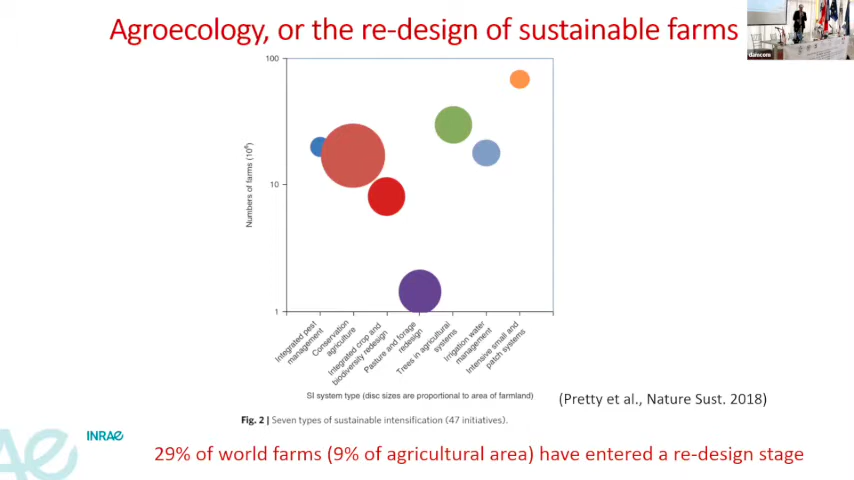 Agroecology, or the re-design of sustainable farms
damcoro
100
10
1
Numbers of farms (10⁶)
Integrated pest
management
Conservation
agriculture
Integrated crop and
biodiversity redesign
Pasture and forage
redesign
Trees in agricultural
systems
Irrigation water
management
Intensive small and
patch systems
SI system type (disc sizes are proportional to area of farmland)
(Pretty et al., Nature Sust. 2018)
Fig. 2 | Seven types of sustainable intensification (47 initiatives).
INRAE
29% of world farms (9% of agricultural area) have entered a re-design stage